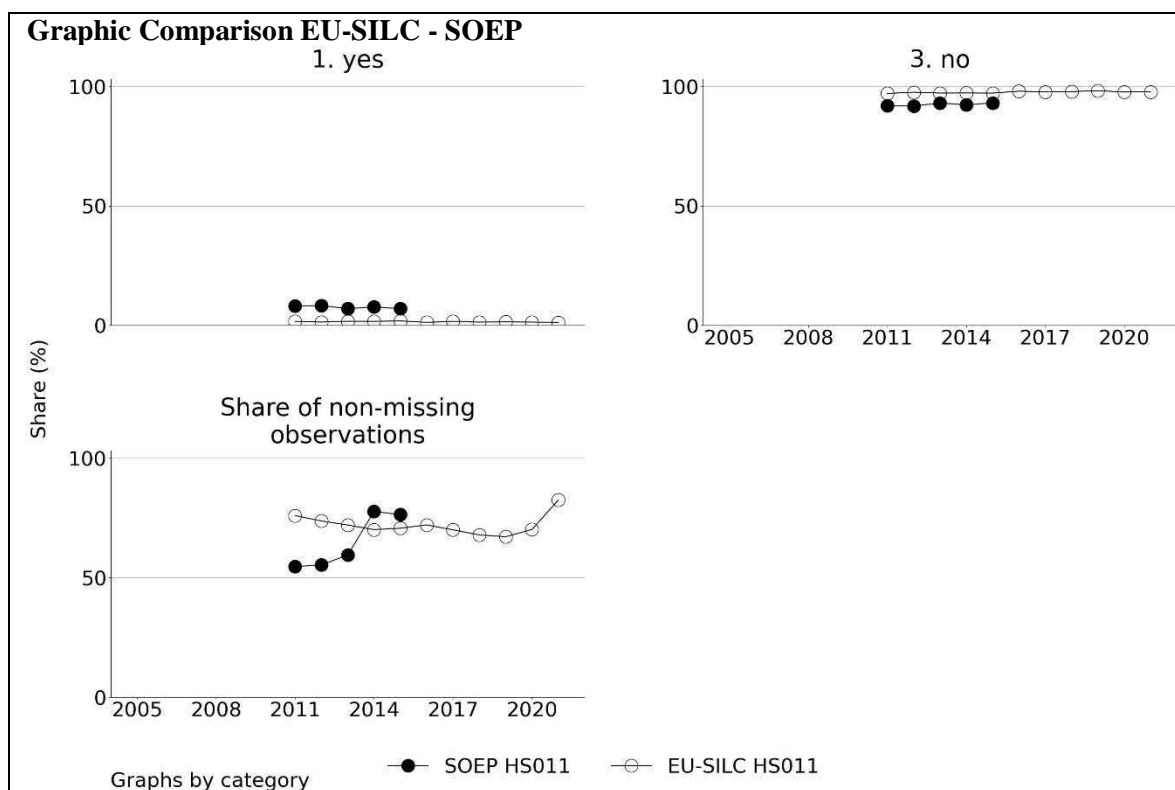 Graphic Comparison EU-SILC - SOEP
1. yes
100
50
0
3. no
100
50
0
2005 2008 2011 2014 2017 2020
Share (%)
Share of non-missing
observations
100
50
0
2005 2008 2011 2014 2017 2020
SOEP HS011 EU-SILC HS011
Graphs by category